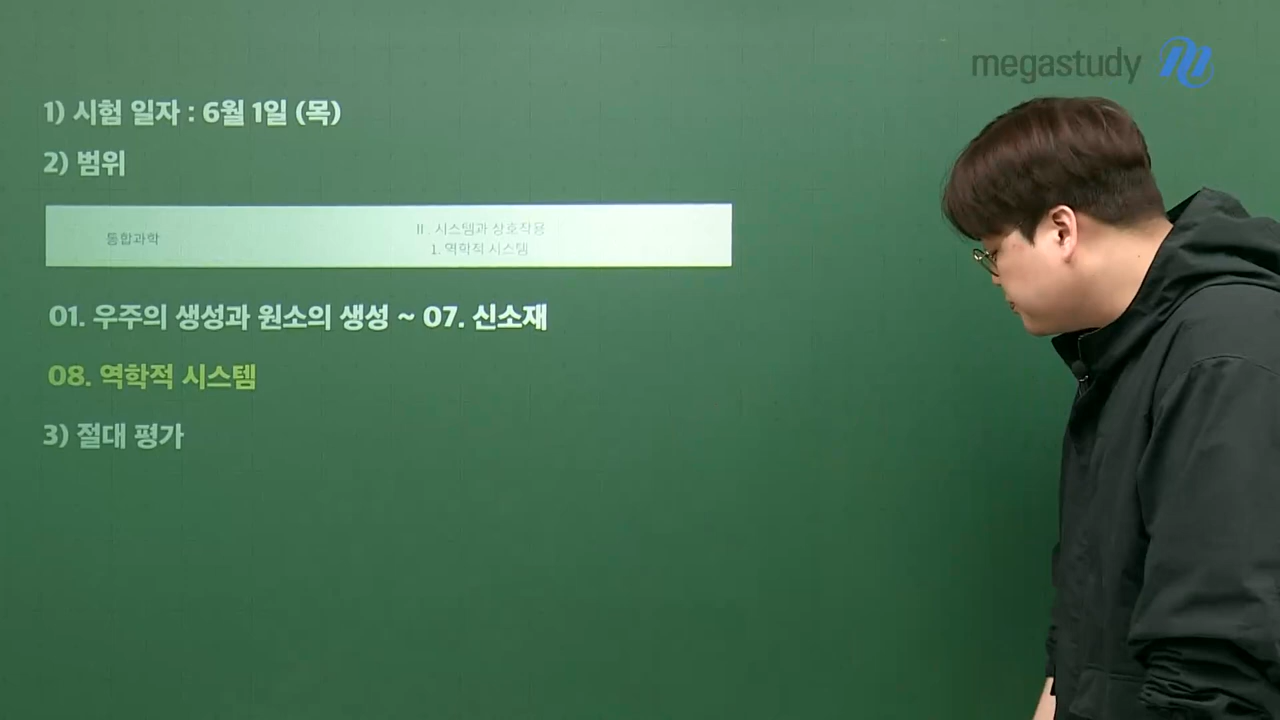 megastudy
1) 시험 일자 : 6월 1일 (목)
2) 범위
통합과학
Ⅱ. 시스템과 상호작용
1. 역학적 시스템
01. 우주의 생성과 원소의 생성 ~ 07. 신소재
08. 역학적 시스템
3) 절대 평가